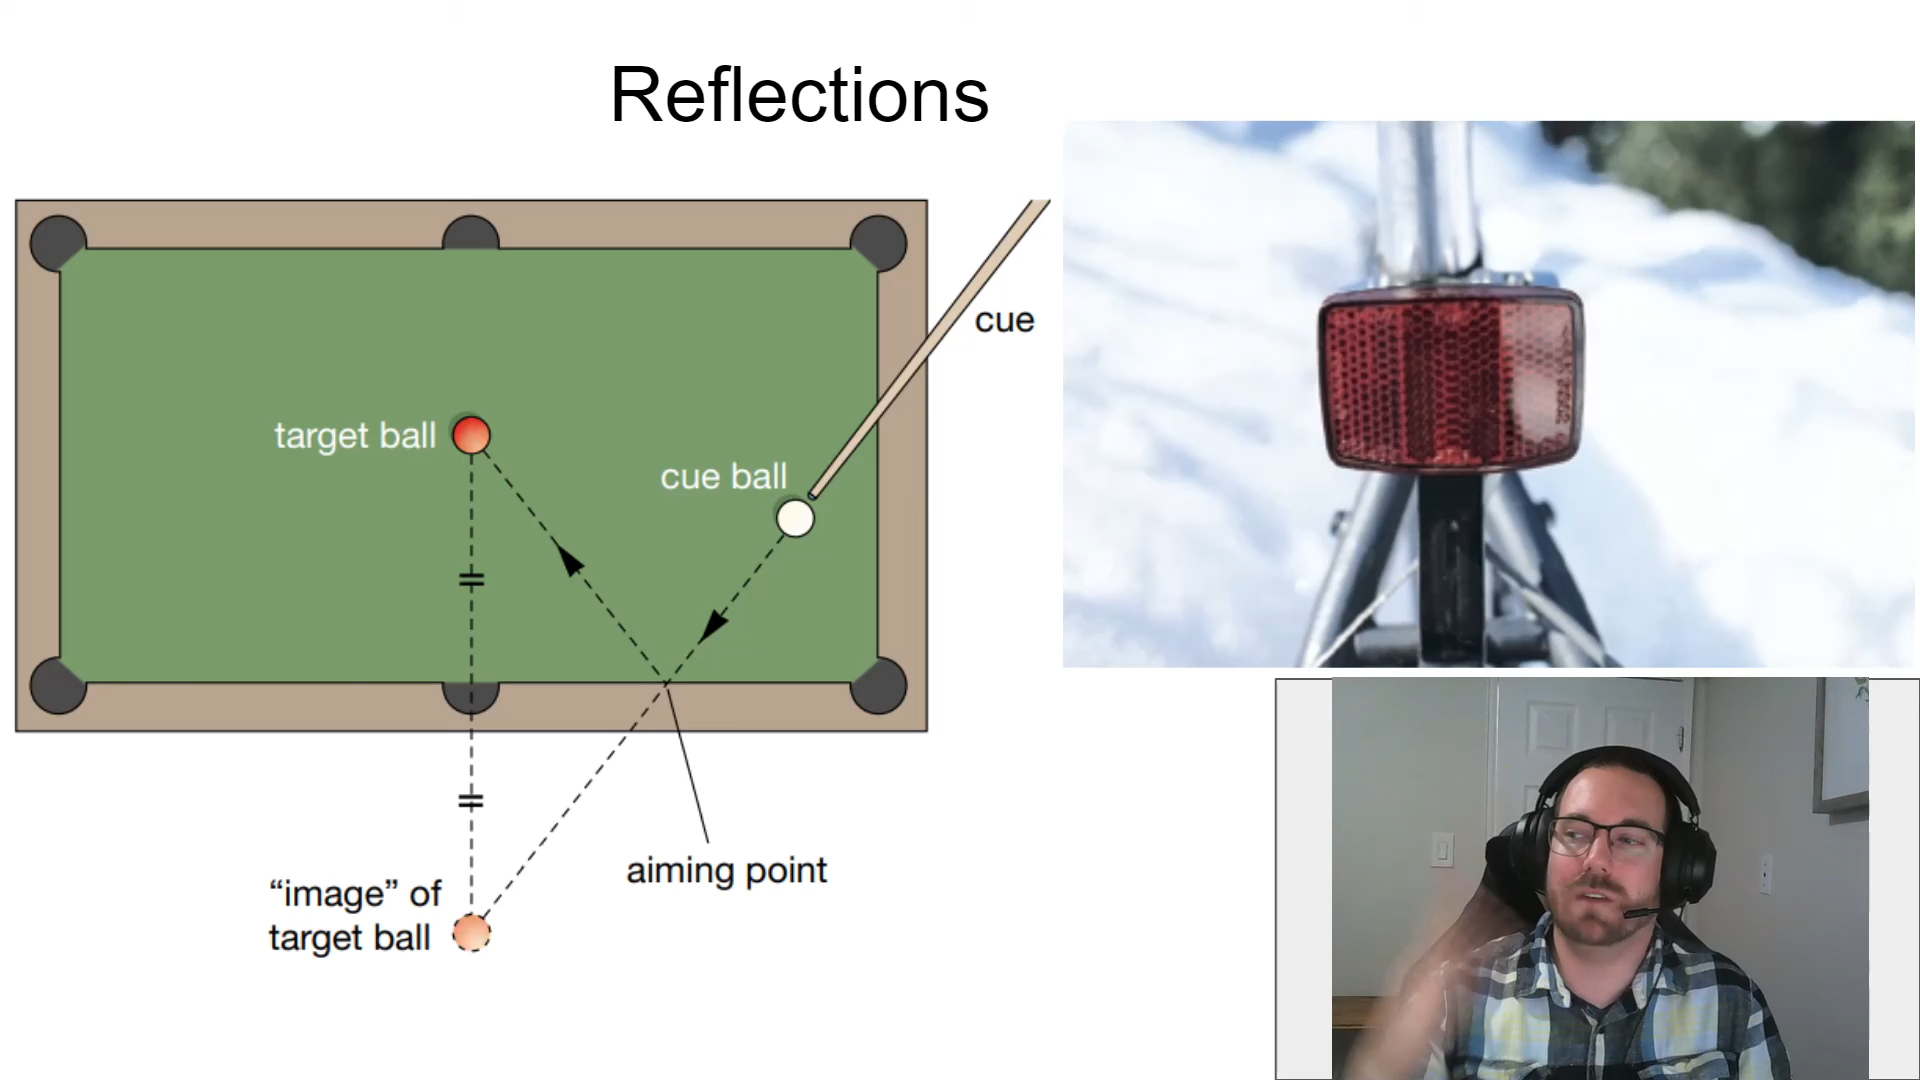 Reflections
cue
target ball
cue ball
aiming point
“image” of
target ball